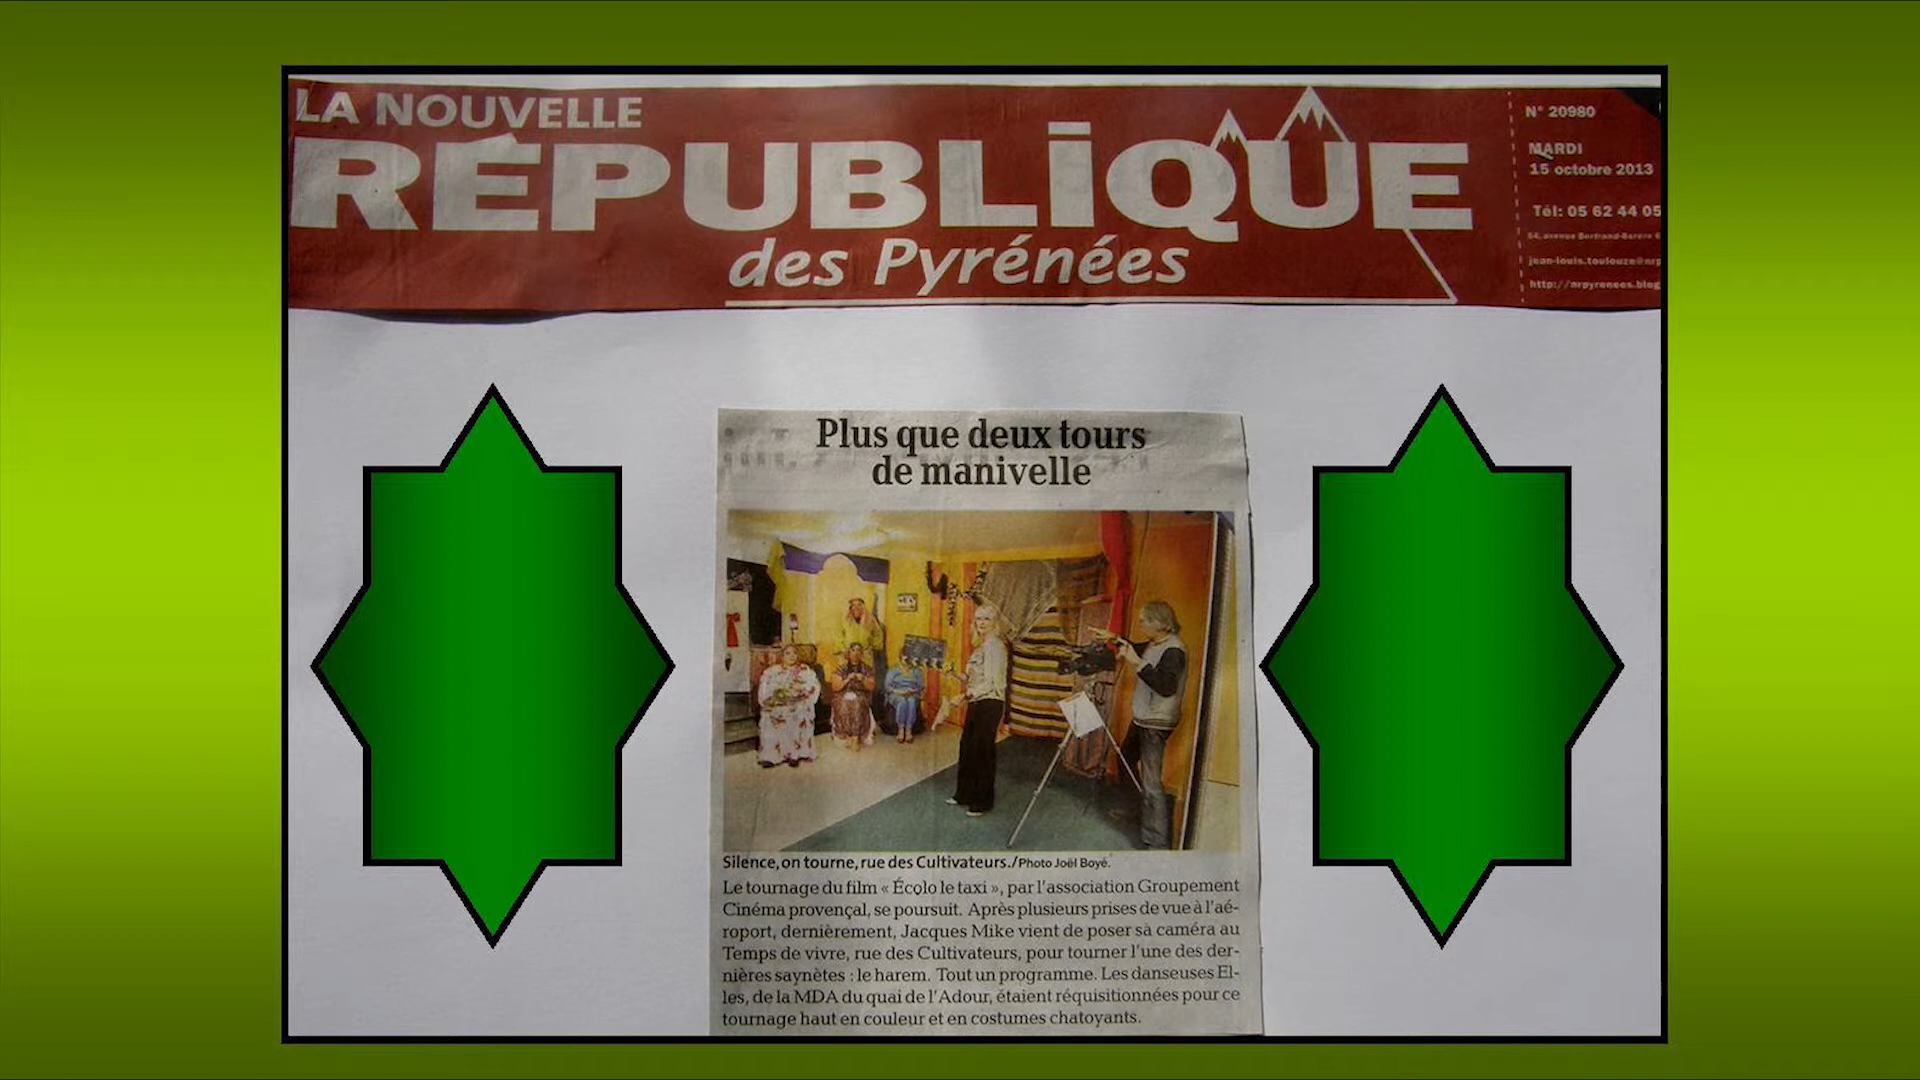 LA NOUVELLE
RÉPUBLIQUE
des Pyrénées
N° 20980
MARDI
15 octobre 2013
Tél: 05 62 44 05
jean-louis.toulouze@nrp
http://nrpyrenees.blog
Plus que deux tours
de manivelle
Silence, on tourne, rue des Cultivateurs./Photo Joël Boyé.
Le tournage du film « Écolo le taxi », par l'association Groupement
Cinéma provençal, se poursuit. Après plusieurs prises de vue à l'aé-
roport, dernièrement, Jacques Mike vient de poser sa caméra au
Temps de vivre, rue des Cultivateurs, pour tourner l'une des der-
nières saynètes : le harem. Tout un programme. Les danseuses El-
les, de la MDA du quai de l'Adour, étaient réquisitionnées pour ce
tournage haut en couleur et en costumes chatoyants.